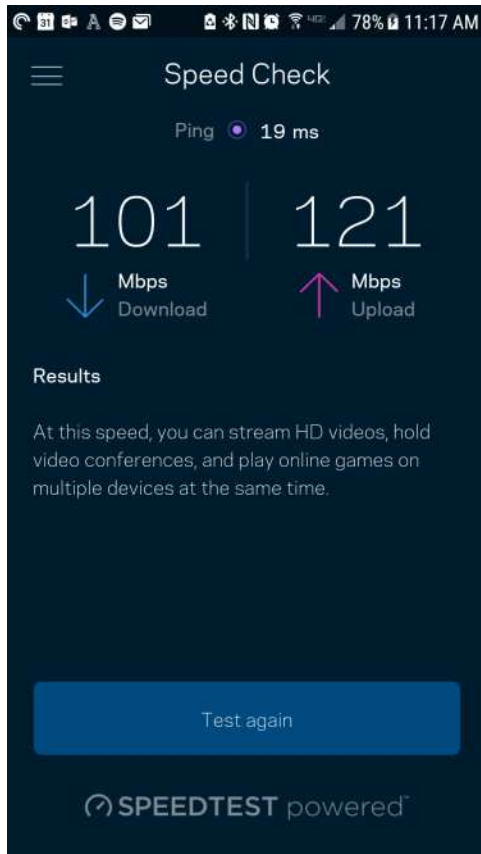 31 78% 11:17 AM
Speed Check
Ping 19 ms
101 121
Mbps Mbps
Download Upload
Results
At this speed, you can stream HD videos, hold
video conferences, and play online games on
multiple devices at the same time.
Test again
SPEEDTEST powered™